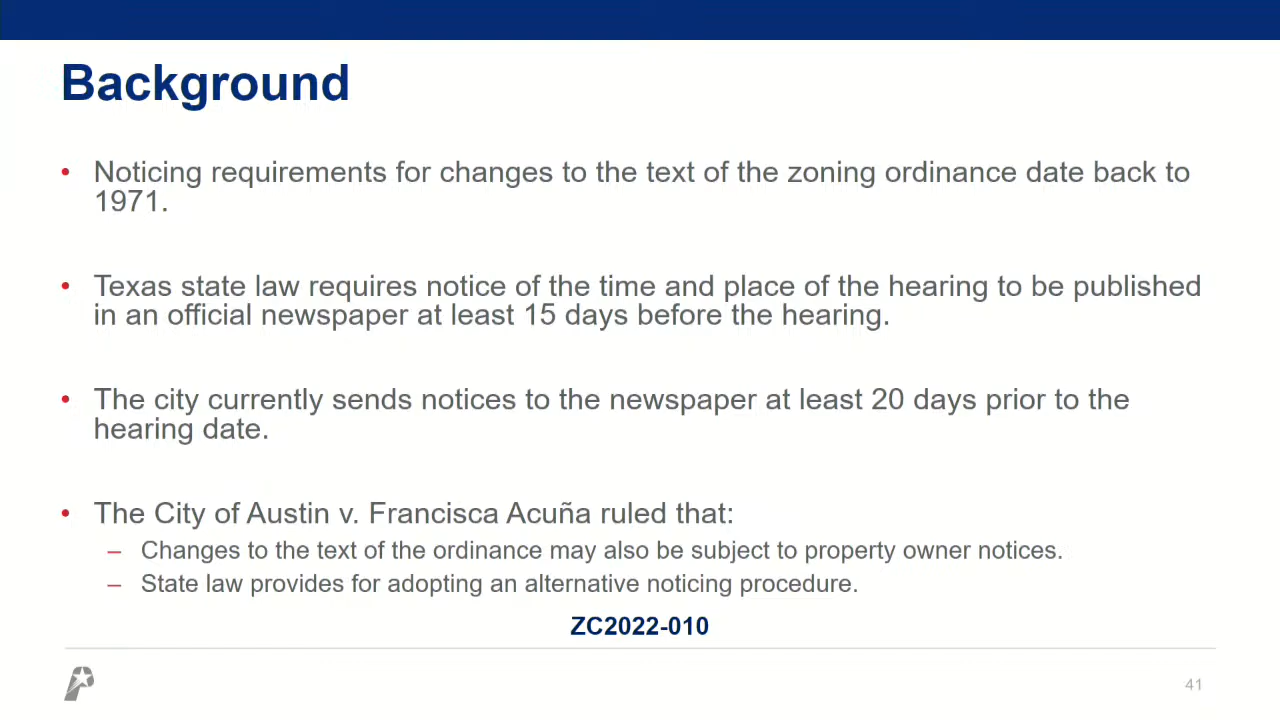 Background
• Noticing requirements for changes to the text of the zoning ordinance date back to
1971.
• Texas state law requires notice of the time and place of the hearing to be published
in an official newspaper at least 15 days before the hearing.
• The city currently sends notices to the newspaper at least 20 days prior to the
hearing date.
• The City of Austin v. Francisca Acuña ruled that:
– Changes to the text of the ordinance may also be subject to property owner notices.
– State law provides for adopting an alternative noticing procedure.
ZC2022-010
41